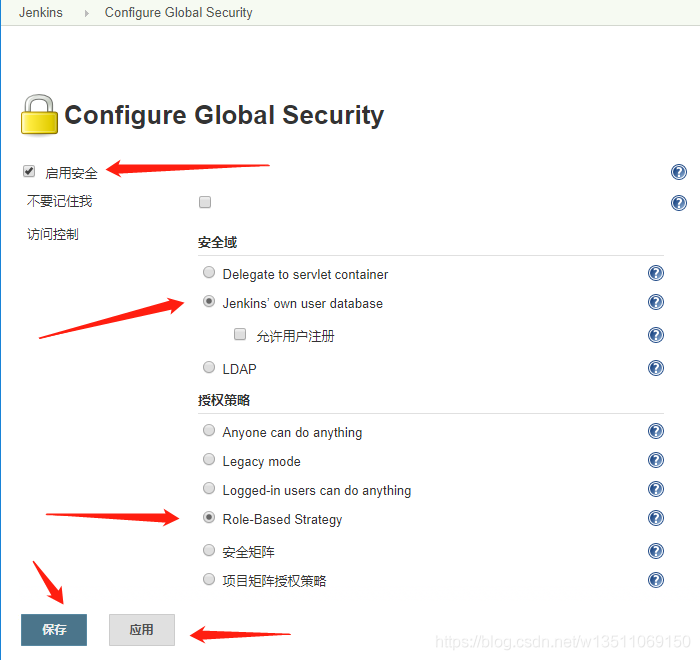 Jenkins Configure Global Security
Configure Global Security
启用安全
不要记住我
访问控制
安全域
Delegate to servlet container
Jenkins’ own user database
允许用户注册
LDAP
授权策略
Anyone can do anything
Legacy mode
Logged-in users can do anything
Role-Based Strategy
安全矩阵
项目矩阵授权策略
保存 应用
https://blog.csdn.net/w13511069150